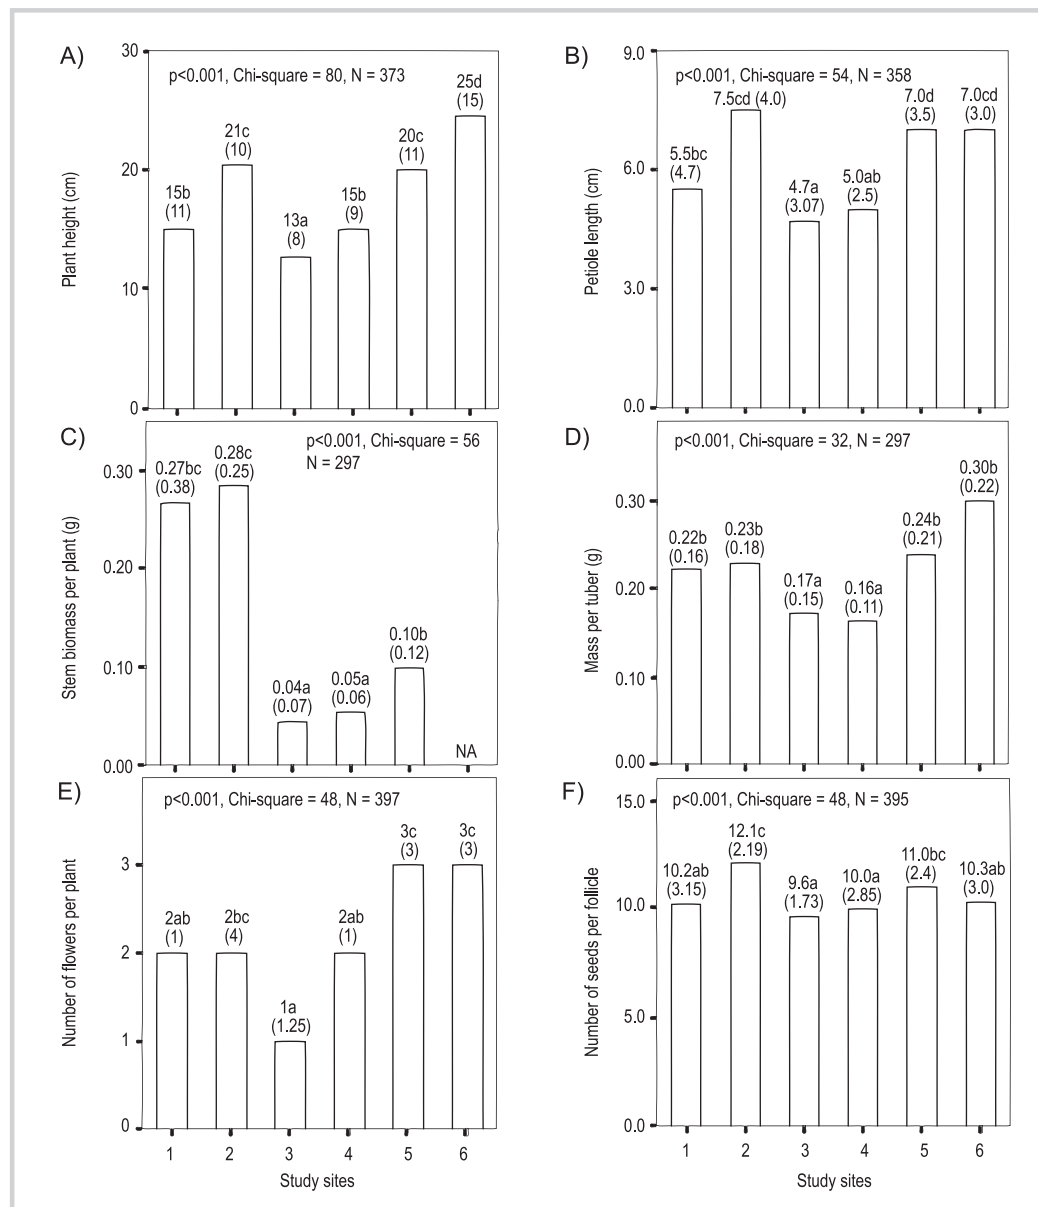 A)
p<0.001, Chi-square = 80, N = 373
Plant height (cm)
30
20
10
0
15b
(11)
21c
(10)
13a
(8)
15b
(9)
20c
(11)
25d
(15)
B)
p<0.001, Chi-square = 54, N = 358
Petiole length (cm)
9.0
6.0
3.0
0.0
5.5bc
(4.7)
7.5cd (4.0)
4.7a
(3.07)
5.0ab
(2.5)
7.0d
(3.5)
7.0cd
(3.0)
C)
p<0.001, Chi-square = 56
N = 297
Stem biomass per plant (g)
0.30
0.20
0.10
0.00
0.27bc
(0.38)
0.28c
(0.25)
0.04a
(0.07)
0.05a
(0.06)
0.10b
(0.12)
NA
D)
p<0.001, Chi-square = 32, N = 297
Mass per tuber (g)
0.30
0.20
0.10
0.00
0.22b
(0.16)
0.23b
(0.18)
0.17a
(0.15)
0.16a
(0.11)
0.24b
(0.21)
0.30b
(0.22)
E)
p<0.001, Chi-square = 48, N = 397
Number of flowers per plant
3
2
1
0
2ab
(1)
2bc
(4)
1a
(1.25)
2ab
(1)
3c
(3)
3c
(3)
1 2 3 4 5 6
Study sites
F)
p<0.001, Chi-square = 48, N = 395
Number of seeds per follicle
15.0
10.0
5.0
0.0
10.2ab
(3.15)
12.1c
(2.19)
9.6a
(1.73)
10.0a
(2.85)
11.0bc
(2.4)
10.3ab
(3.0)
1 2 3 4 5 6
Study sites